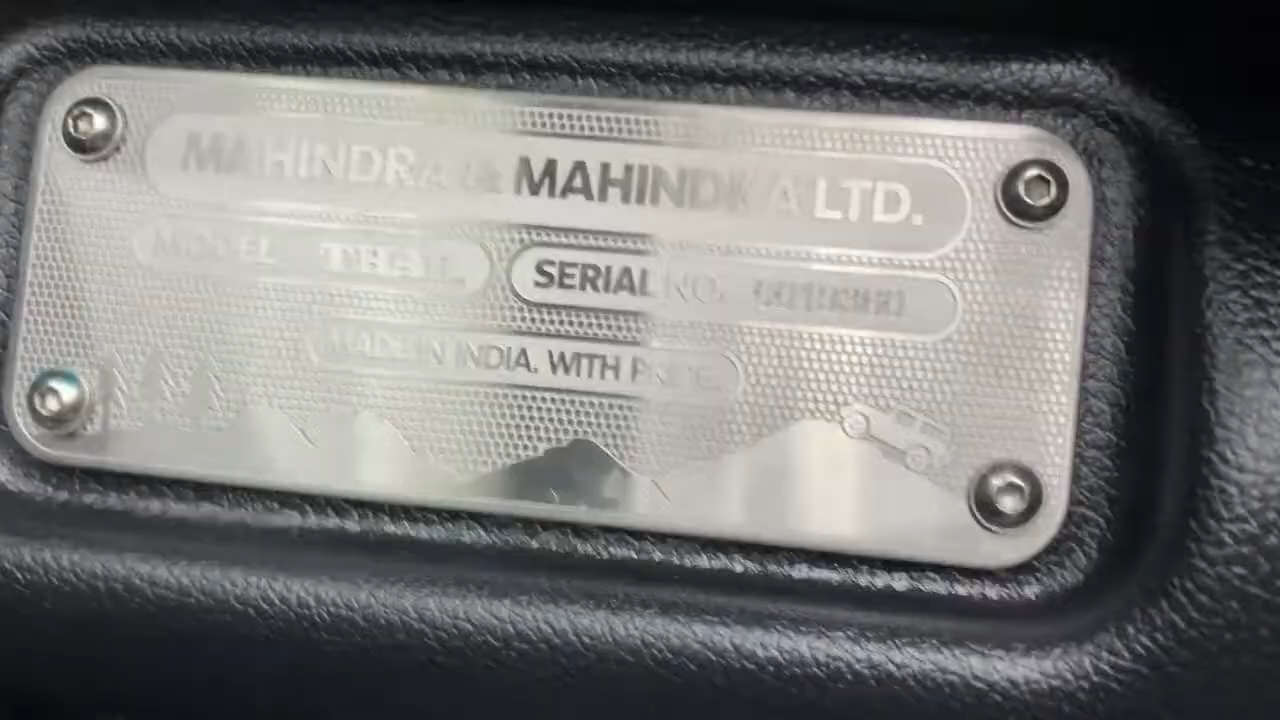 MAHINDRA & MAHINDRA LTD.
MODEL THAR SERIAL NO.
MADE IN INDIA. WITH PRIDE.